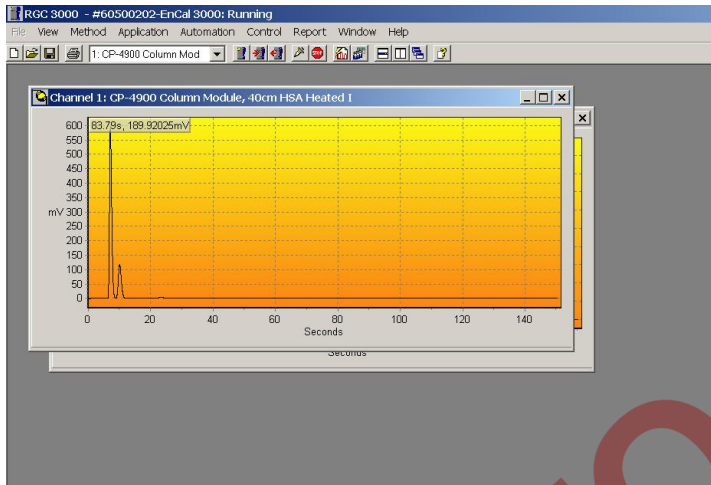 RGC 3000 - #60500202-EnCal 3000: Running
File View Method Application Automation Control Report Window Help
1: CP-4900 Column Mod
STOP
Channel 1: CP-4900 Column Module, 40cm HSA Heated I
83.79s, 189.92025mV
600
550
500
450
400
350
mV 300
250
200
150
100
50
0
0 20 40 60 80 100 120 140
Seconds
Seconds